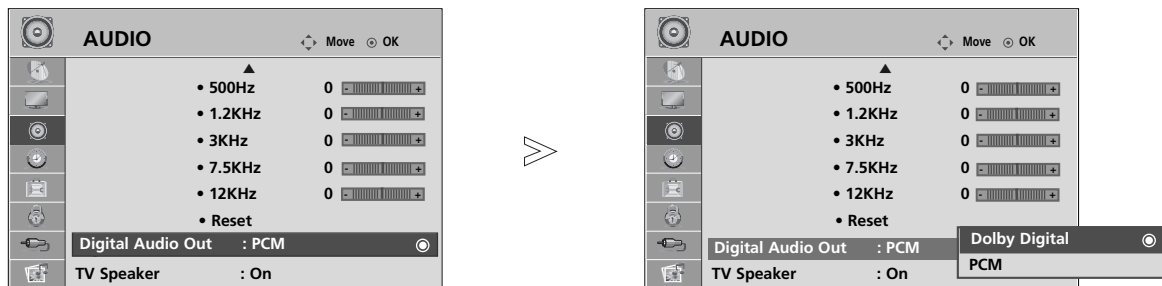 AUDIO Move OK
• 500Hz 0 - +
• 1.2KHz 0 - +
• 3KHz 0 - +
• 7.5KHz 0 - +
• 12KHz 0 - +
• Reset
Digital Audio Out : PCM
TV Speaker : On
AUDIO Move OK
• 500Hz 0 - +
• 1.2KHz 0 - +
• 3KHz 0 - +
• 7.5KHz 0 - +
• 12KHz 0 - +
• Reset
Digital Audio Out : PCM
TV Speaker : On
Dolby Digital
PCM